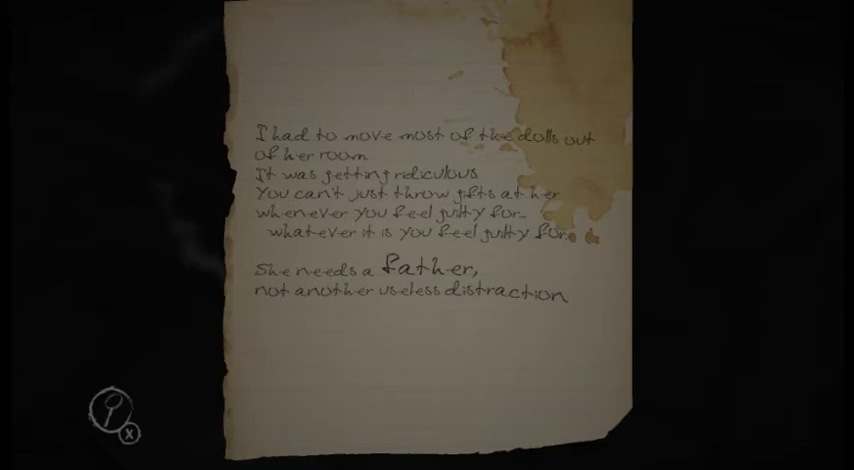 I had to move most of the dolls out
of her room
It was getting ridiculous
You can't just throw gifts at her
whenever you feel guilty for...
whatever it is you feel guilty for.
She needs a father,
not another useless distraction
X